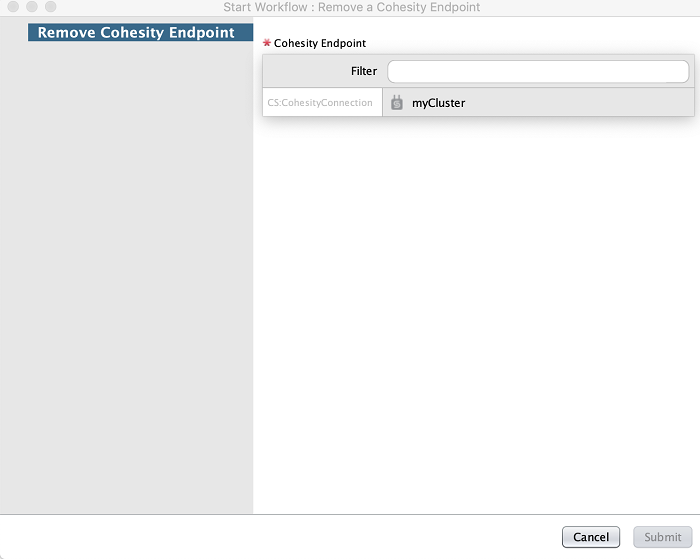 Start Workflow : Remove a Cohesity Endpoint
Remove Cohesity Endpoint
* Cohesity Endpoint
Filter
CS:CohesityConnection
myCluster
Cancel
Submit